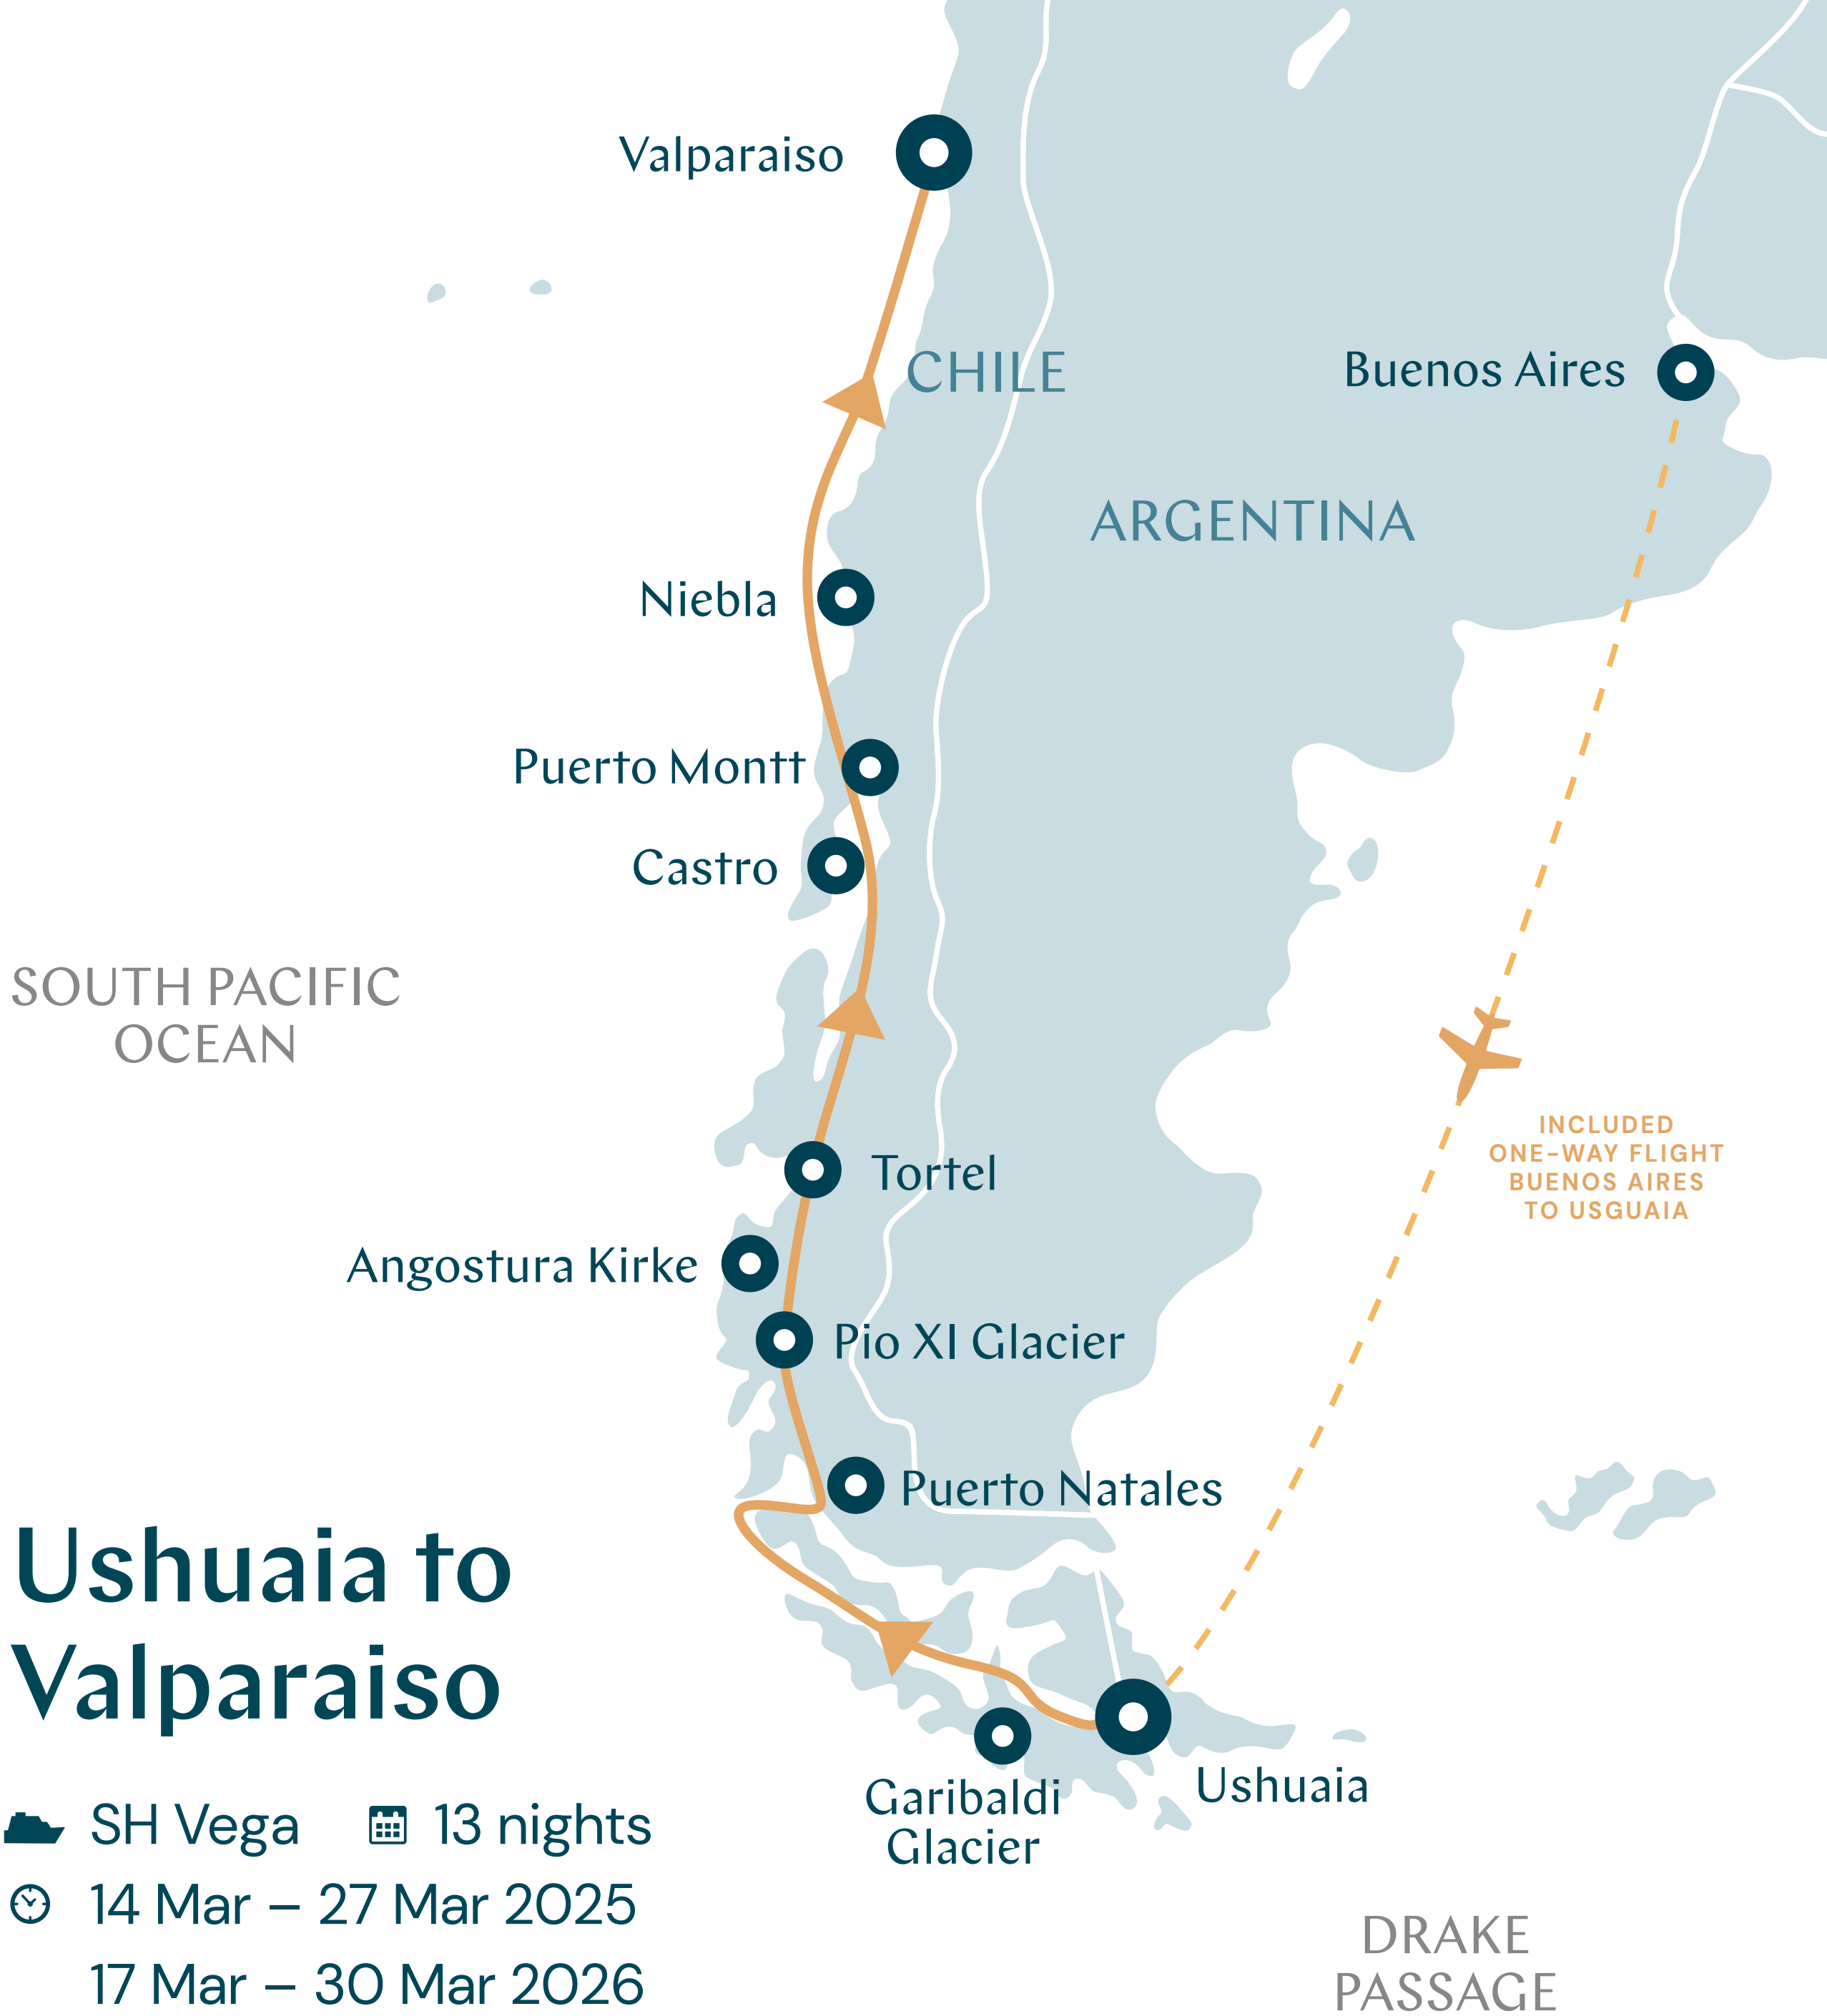 Valparaiso
CHILE
Buenos Aires
ARGENTINA
Niebla
Puerto Montt
Castro
SOUTH PACIFIC
OCEAN
INCLUDED
ONE-WAY FLIGHT
BUENOS AIRES
TO USGUAIA
Tortel
Angostura Kirke
Pio XI Glacier
Puerto Natales
Garibaldi
Glacier
Ushuaia
Ushuaia to
Valparaiso
SH Vega
13 nights
14 Mar – 27 Mar 2025
17 Mar – 30 Mar 2026
DRAKE
PASSAGE